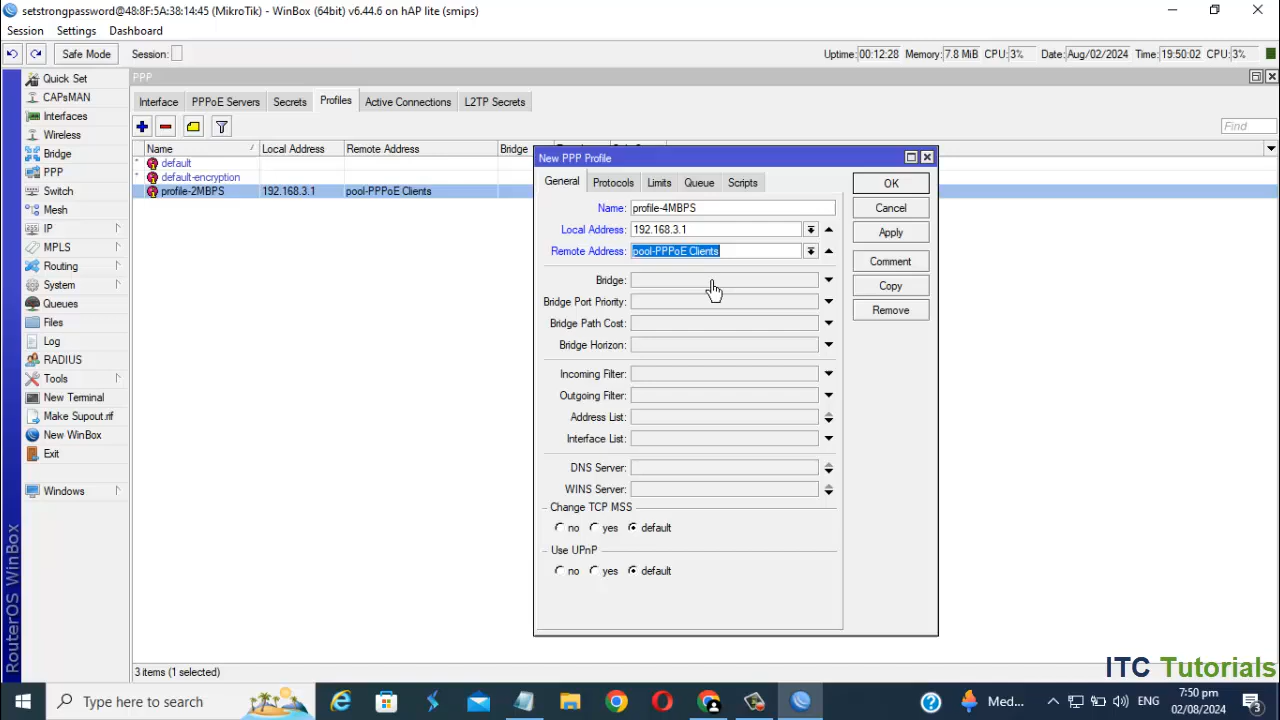 setstrongpassword@48:8F:5A:38:14:45 (MikroTik) - WinBox (64bit) v6.44.6 on hAP lite (smips)
Session Settings Dashboard
Safe Mode Session: Uptime: 00:12:28 Memory: 7.8 MiB CPU: 3% Date: Aug/02/2024 Time: 19:50:02 CPU: 3%
Quick Set
CAPsMAN
Interfaces
Wireless
Bridge
PPP
Switch
Mesh
IP
MPLS
Routing
System
Queues
Files
Log
RADIUS
Tools
New Terminal
Make Supout.rif
New WinBox
Exit
Windows
RouterOS WinBox
PPP
Interface PPPoE Servers Secrets Profiles Active Connections L2TP Secrets
Find
Name / Local Address Remote Address Bridge
* default
* default-encryption
profile-2MBPS 192.168.3.1 pool-PPPoE Clients
3 items (1 selected)
New PPP Profile
General Protocols Limits Queue Scripts
Name: profile-4MBPS
Local Address: 192.168.3.1
Remote Address: pool-PPPoE Clients
Bridge:
Bridge Port Priority:
Bridge Path Cost:
Bridge Horizon:
Incoming Filter:
Outgoing Filter:
Address List:
Interface List:
DNS Server:
WINS Server:
Change TCP MSS
no yes default
Use UPnP
no yes default
OK
Cancel
Apply
Comment
Copy
Remove
ITC Tutorials
Type here to search
Med...
ENG
7:50 pm
02/08/2024
3